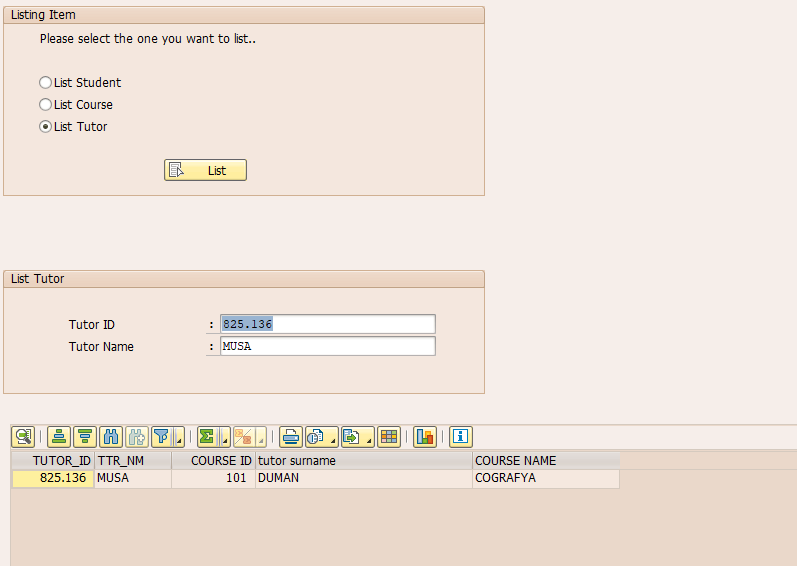 Listing Item
Please select the one you want to list..
List Student
List Course
List Tutor
List
List Tutor
Tutor ID : 825.136
Tutor Name : MUSA
TUTOR_ID TTR_NM COURSE ID tutor surname COURSE NAME
825.136 MUSA 101 DUMAN COGRAFYA